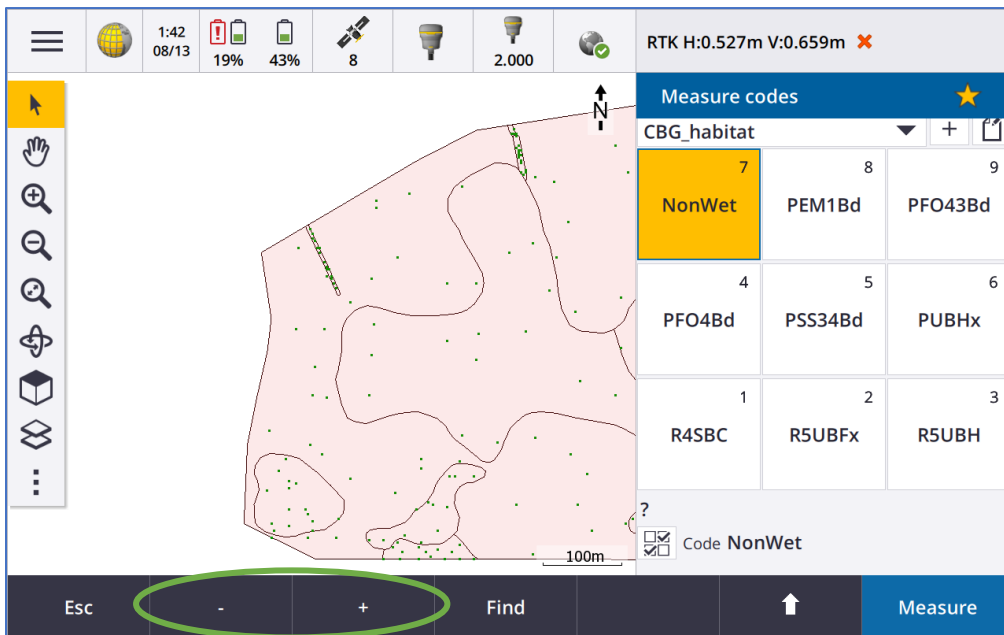 1:42
08/13
19%
43%
8
2.000
RTK H:0.527m V:0.659m
Measure codes
N
CBG_habitat
+
7
8
9
NonWet
PEM1Bd
PFO43Bd
4
5
6
PFO4Bd
PSS34Bd
PUBHx
1
2
3
R4SBC
R5UBFx
R5UBH
?
Code NonWet
100m
Esc
-
+
Find
Measure